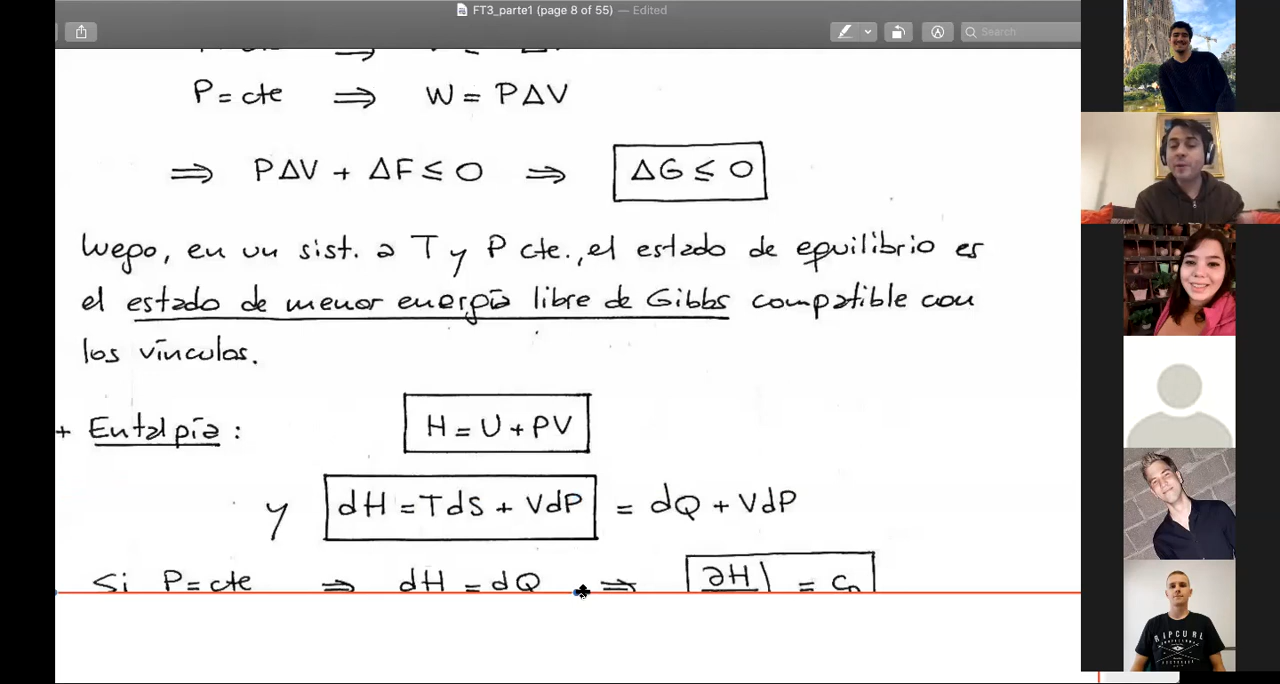 FT3_parte1 (page 8 of 55) — Edited
Search
P = cte ⟹ W = PΔV
⟹ PΔV + ΔF ≤ 0 ⟹ ΔG ≤ 0
luego, en un sist. a T y P cte., el estado de equilibrio es
el estado de menor energía libre de Gibbs compatible con
los vínculos.
+ Entalpía : H = U + PV
y dH = TdS + VdP = dQ + VdP
Si P = cte ⟹ dH = dQ ⟹ ∂H) = Cp
RIPCURL